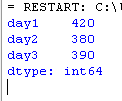 = RESTART: C:\
day1    420
day2    380
day3    390
dtype: int64